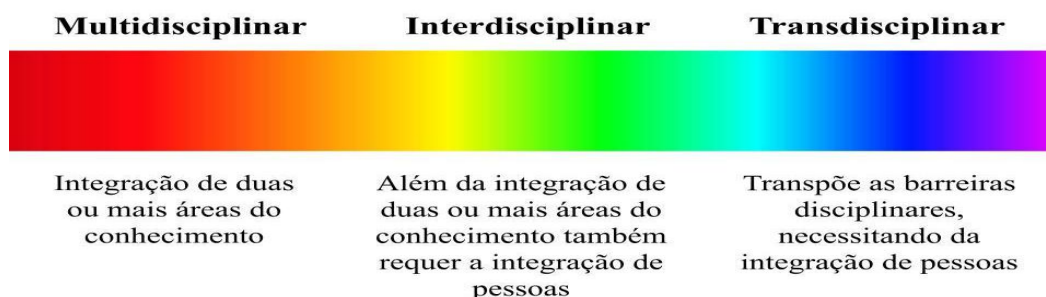 Multidisciplinar
Interdisciplinar
Transdisciplinar
Integração de duas
ou mais áreas do
conhecimento
Além da integração de
duas ou mais áreas do
conhecimento também
requer a integração de
pessoas
Transpõe as barreiras
disciplinares,
necessitando da
integração de pessoas